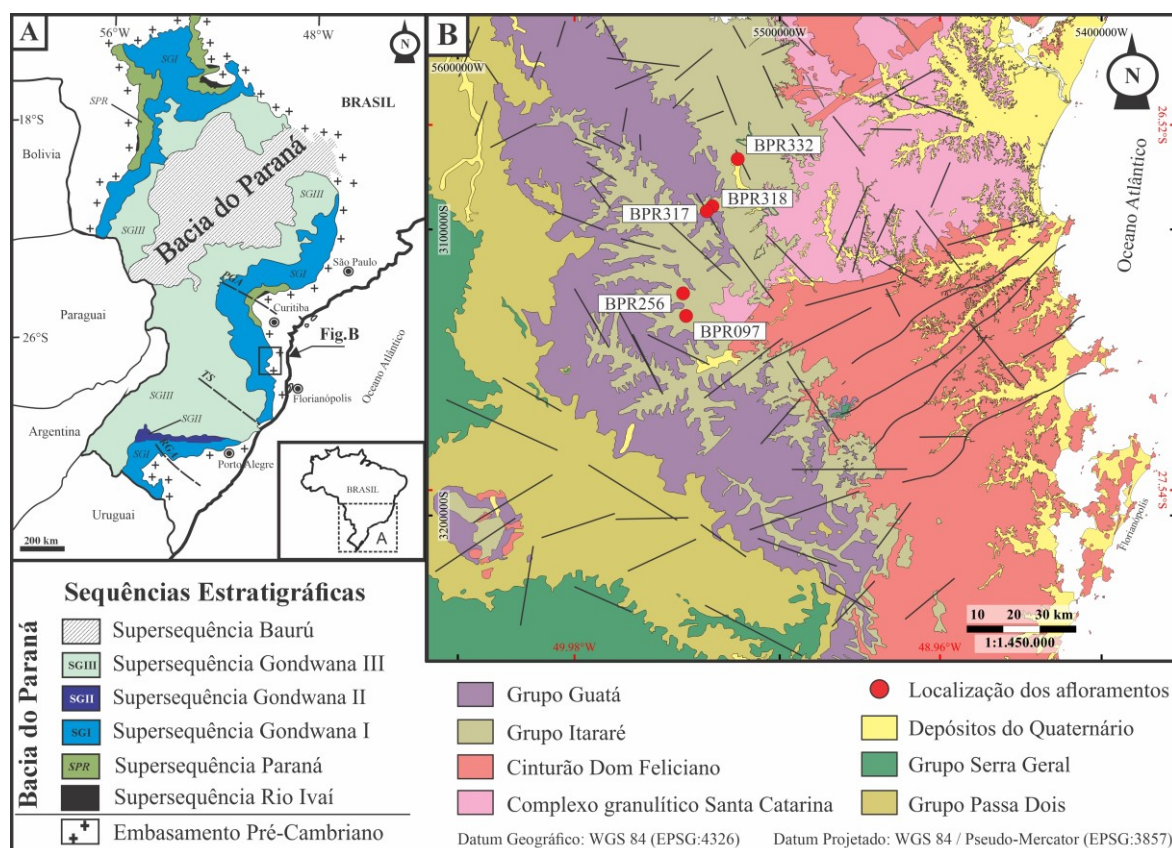 A
56°W
48°W
N
SGI
SPR
BRASIL
18°S
Bolivia
Bacia do Paraná
SGIII
SGIII
SGI
São Paulo
PGA
Curitiba
Paraguai
Fig.B
26°S
Oceano Atlântico
TS
Florianópolis
SGIII
SGII
Argentina
RGA
SGI
Porto Alegre
BRASIL
A
Uruguai
200 km
B
5600000W
5500000W
5400000W
N
26.52°S
BPR332
BPR318
BPR317
Oceano Atlântico
3100000S
BPR256
BPR097
27.54°S
3200000S
Florianópolis
10 20 30 km
1:1.450.000
49.98°W
48.96°W
Bacia do Paraná
Sequências Estratigráficas
Supersequência Baurú
SGIII Supersequência Gondwana III
SGII Supersequência Gondwana II
SGI Supersequência Gondwana I
SPR Supersequência Paraná
Supersequência Rio Ivaí
Embasamento Pré-Cambriano
Grupo Guatá
Grupo Itararé
Cinturão Dom Feliciano
Complexo granulítico Santa Catarina
Localização dos afloramentos
Depósitos do Quaternário
Grupo Serra Geral
Grupo Passa Dois
Datum Geográfico: WGS 84 (EPSG:4326) Datum Projetado: WGS 84 / Pseudo-Mercator (EPSG:3857)